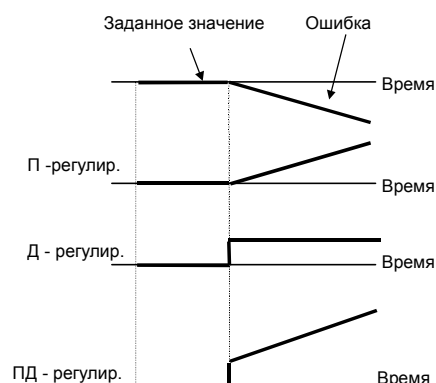 Заданное значение Ошибка
Время
П -регулир.
Время
Д - регулир.
Время
ПД - регулир.
Время